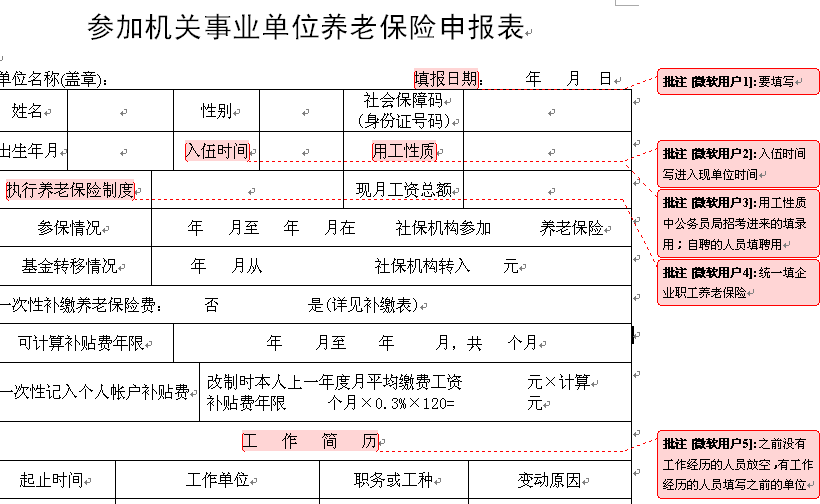 参加机关事业单位养老保险申报表
单位名称(盖章): 填报日期: 年 月 日
批注 [微软用户1]: 要填写
姓名 性别 社会保障码
(身份证号码)
出生年月 入伍时间 用工性质
批注 [微软用户2]: 入伍时间
写进入现单位时间
执行养老保险制度 现月工资总额
批注 [微软用户3]: 用工性质
中公务员局招考进来的填录
用；自聘的人员填聘用
参保情况 年 月至 年 月在 社保机构参加 养老保险
基金转移情况 年 月从 社保机构转入 元
批注 [微软用户4]: 统一填企
业职工养老保险
一次性补缴养老保险费: 否 是(详见补缴表)
可计算补贴费年限 年 月至 年 月，共 个月
一次性记入个人帐户补贴费 改制时本人上一年度月平均缴费工资 元×计算
补贴费年限 个月×0.3%×120= 元
工 作 简 历
批注 [微软用户5]: 之前没有
工作经历的人员放空，有工作
经历的人员填写之前的单位
起止时间 工作单位 职务或工种 变动原因